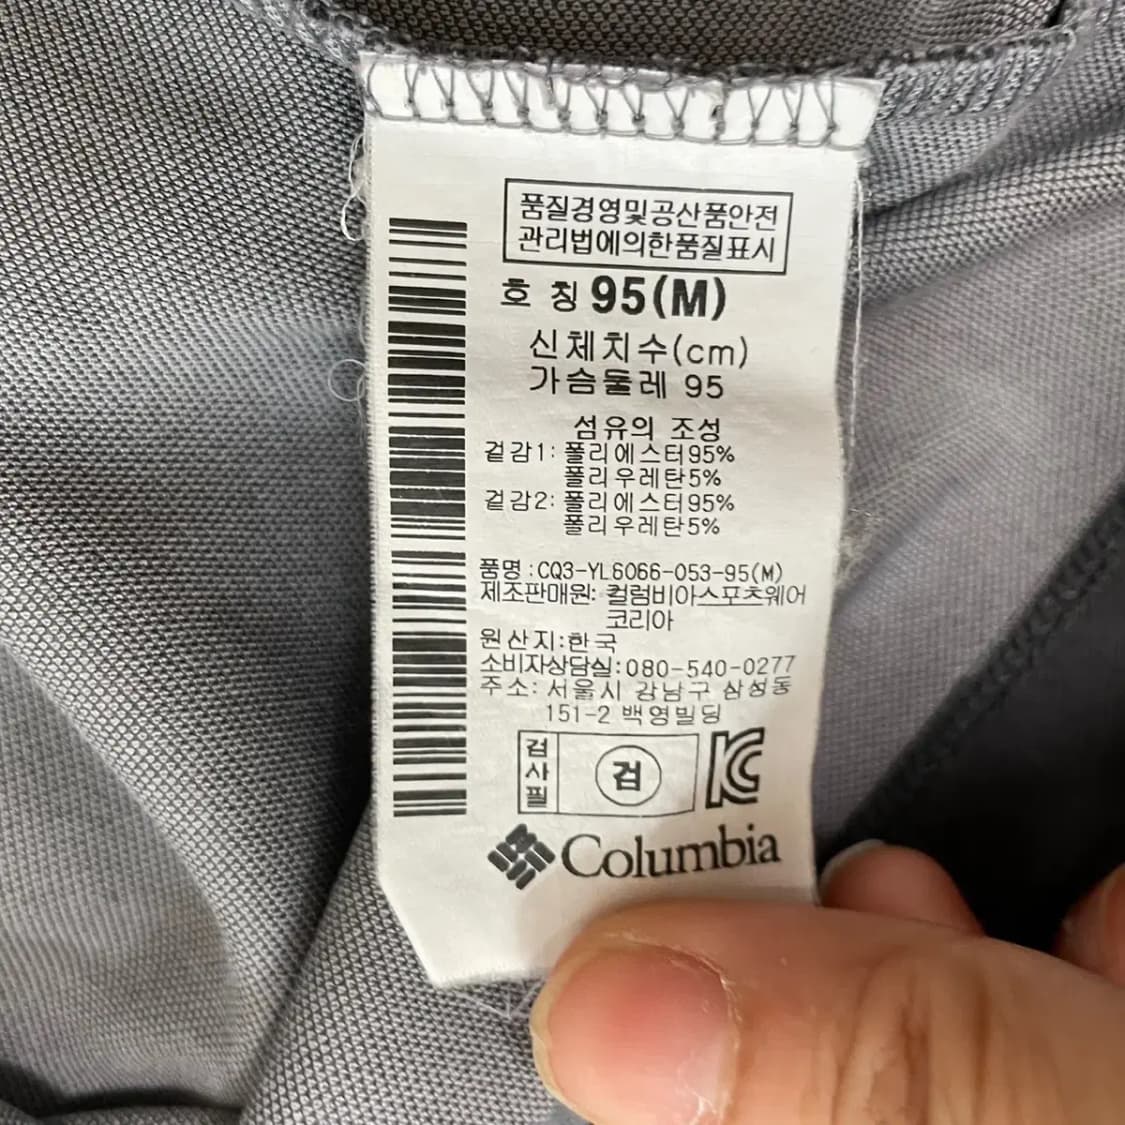 품질경영및공산품안전
관리법에의한품질표시
호 칭 95(M)
신체치수(cm)
가슴둘레 95
섬유의 조성
겉감1: 폴리에스터95%
폴리우레탄5%
겉감2: 폴리에스터95%
폴리우레탄5%
품명:CQ3-YL6066-053-95(M)
제조판매원: 컬럼비아스포츠웨어
코리아
원산지:한국
소비자상담실:080-540-0277
주소: 서울시 강남구 삼성동
151-2 백영빌딩
검사필
검
KC
Columbia